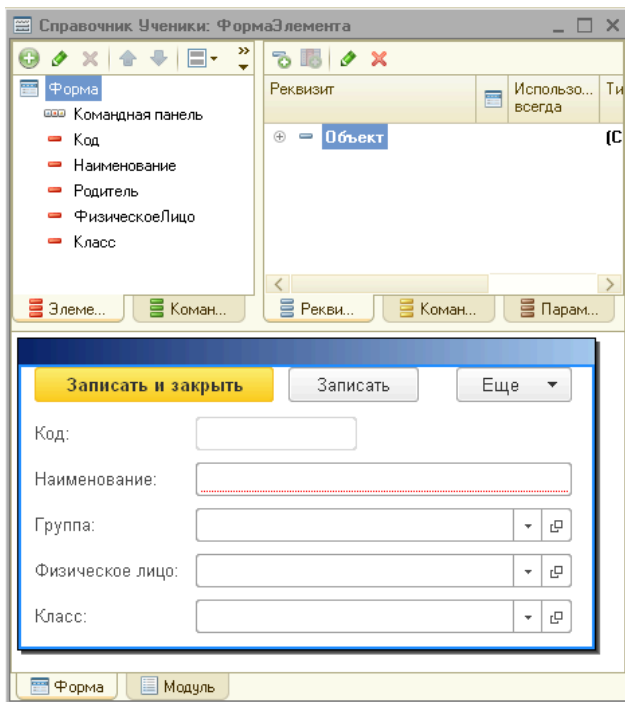 Справочник Ученики: ФормаЭлемента
Форма
Командная панель
Код
Наименование
Родитель
ФизическоеЛицо
Класс
Элеме...
Коман...
Реквизит
Использо...
всегда
Ти
Объект
(С
Рекви...
Коман...
Парам...
Записать и закрыть
Записать
Еще
Код:
Наименование:
Группа:
Физическое лицо:
Класс:
Форма
Модуль